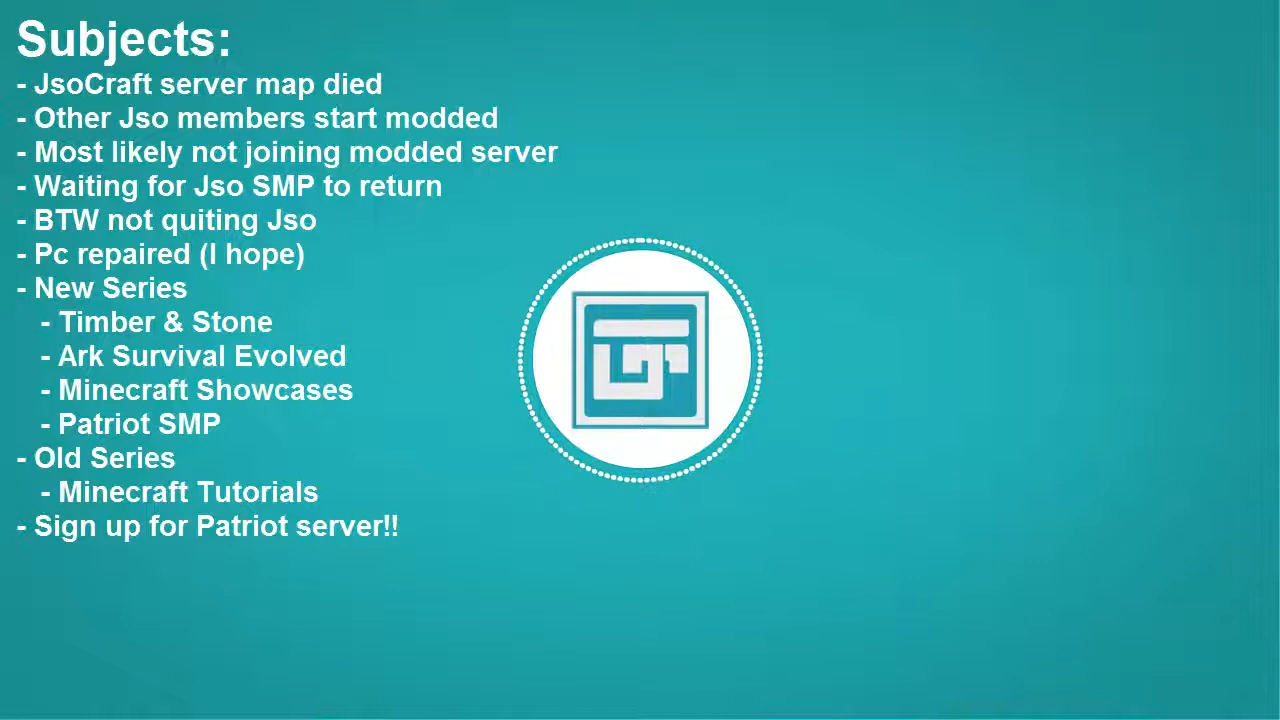 Subjects:
- JsoCraft server map died
- Other Jso members start modded
- Most likely not joining modded server
- Waiting for Jso SMP to return
- BTW not quiting Jso
- Pc repaired (I hope)
- New Series
- Timber & Stone
- Ark Survival Evolved
- Minecraft Showcases
- Patriot SMP
- Old Series
- Minecraft Tutorials
- Sign up for Patriot server!!